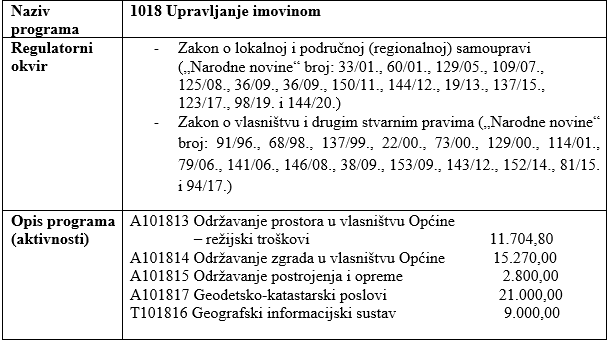 Naziv programa
1018 Upravljanje imovinom
Regulatorni okvir
- Zakon o lokalnoj i područnoj (regionalnoj) samoupravi
(„Narodne novine“ broj: 33/01., 60/01., 129/05., 109/07.,
125/08., 36/09., 36/09., 150/11., 144/12., 19/13., 137/15.,
123/17., 98/19. i 144/20.)
- Zakon o vlasništvu i drugim stvarnim pravima („Narodne novine“
broj: 91/96., 68/98., 137/99., 22/00., 73/00., 129/00., 114/01.,
79/06., 141/06., 146/08., 38/09., 153/09., 143/12., 152/14., 81/15.
i 94/17.)
Opis programa (aktivnosti)
A101813 Održavanje prostora u vlasništvu Općine
– režijski troškovi 11.704,80
A101814 Održavanje zgrada u vlasništvu Općine 15.270,00
A101815 Održavanje postrojenja i opreme 2.800,00
A101817 Geodetsko-katastarski poslovi 21.000,00
T101816 Geografski informacijski sustav 9.000,00